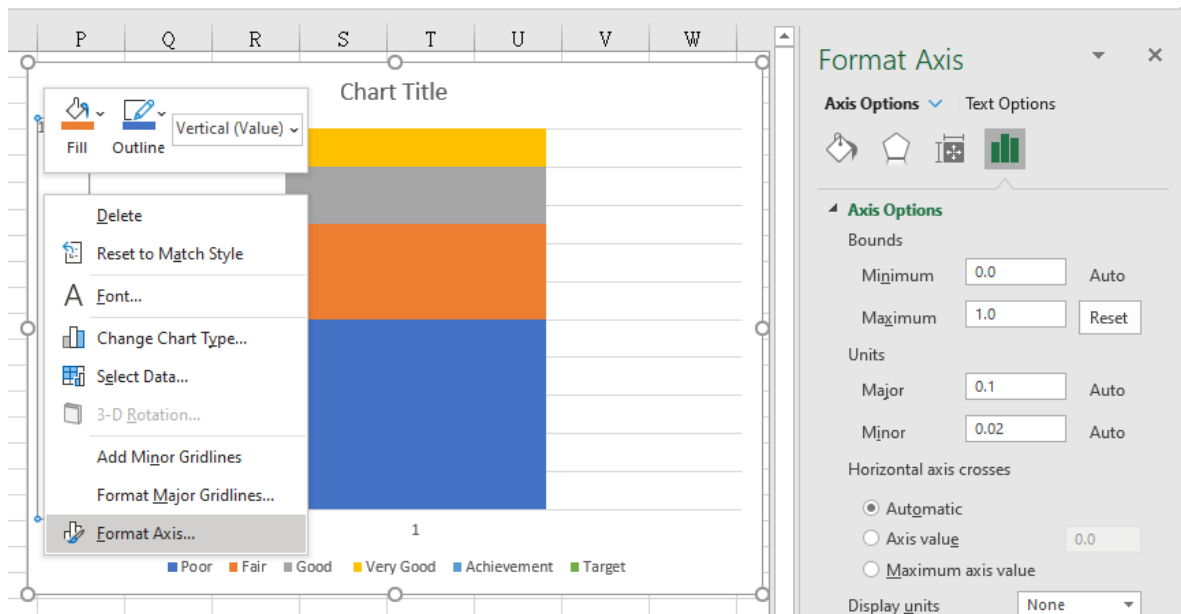 P Q R S T U V W
Chart Title
Fill Outline Vertical (Value)
Delete
Reset to Match Style
Font...
Change Chart Type...
Select Data...
3-D Rotation...
Add Minor Gridlines
Format Major Gridlines...
Format Axis...
1
Poor Fair Good Very Good Achievement Target
Format Axis
Axis Options Text Options
Axis Options
Bounds
Minimum 0.0 Auto
Maximum 1.0 Reset
Units
Major 0.1 Auto
Minor 0.02 Auto
Horizontal axis crosses
Automatic
Axis value 0.0
Maximum axis value
Display units None